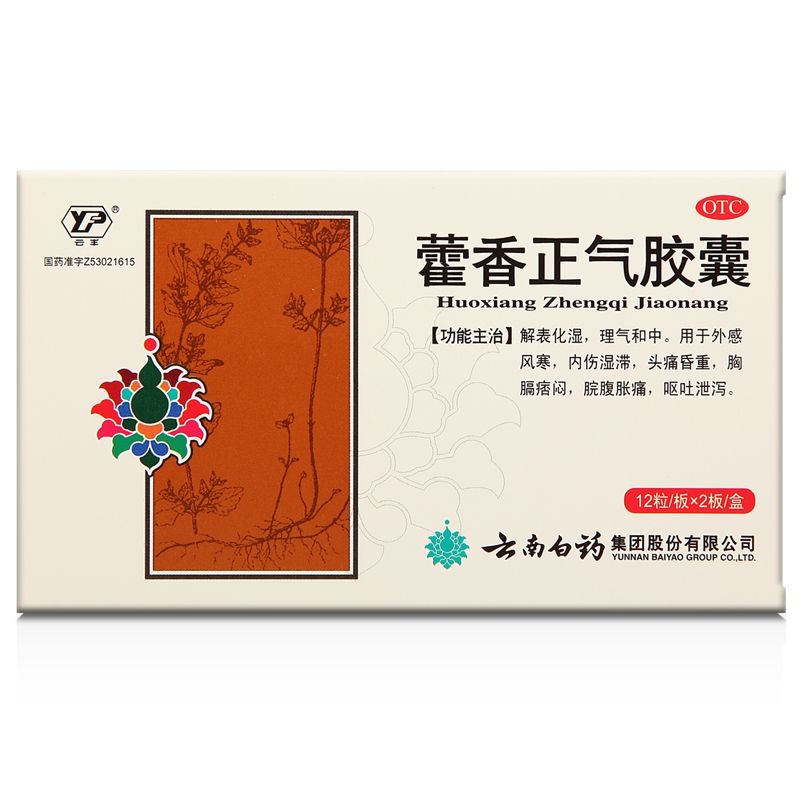 YP®
云丰
国药准字Z53021615
OTC
藿香正气胶囊
Huoxiang Zhengqi Jiaonang
【功能主治】解表化湿，理气和中。用于外感
风寒，内伤湿滞，头痛昏重，胸
膈痞闷，脘腹胀痛，呕吐泄泻。
12粒/板×2板/盒
云南白药集团股份有限公司
YUNNAN BAIYAO GROUP CO.,LTD.